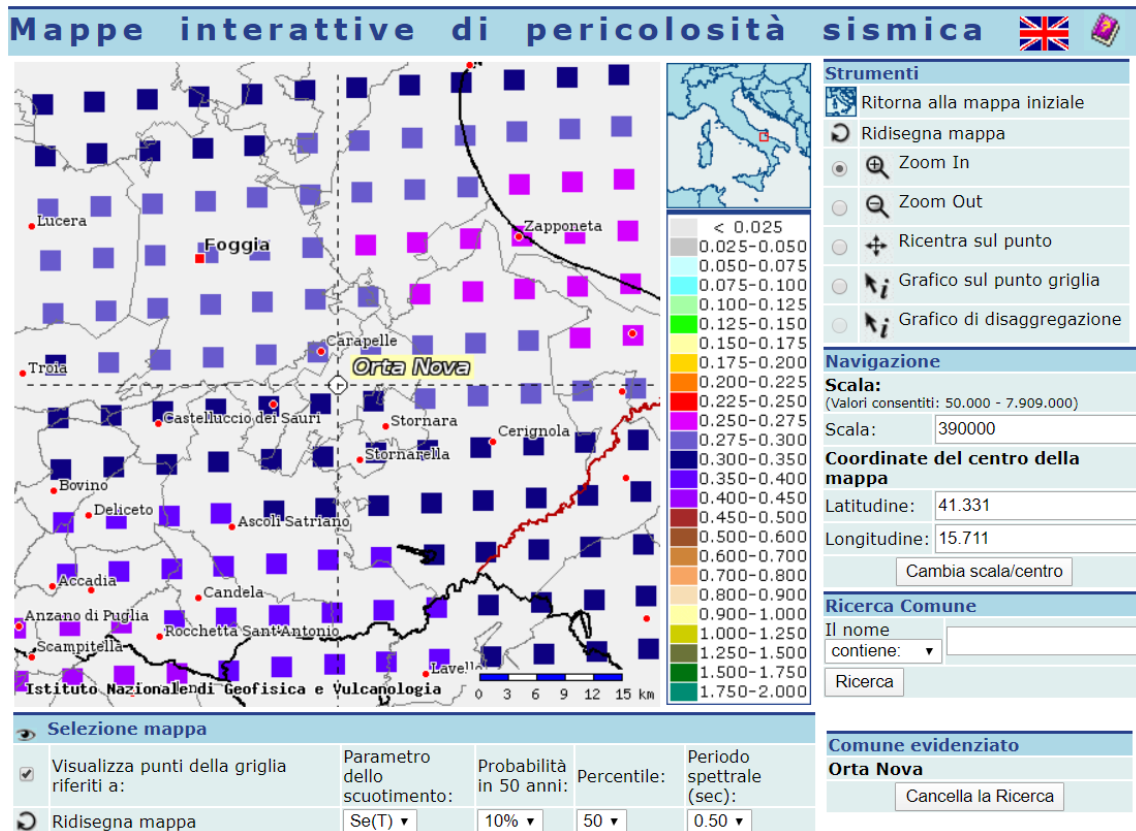 Mappe interattive di pericolosità sismica
Lucera
Foggia
Zapponeta
Carapelle
Troia
Orta Nova
Castelluccio dei Sauri
Stornara
Cerignola
Stornarella
Bovino
Deliceto
Ascoli Satriano
Accadia
Candela
Anzano di Puglia
Rocchetta Sant'Antonio
Scampitella
Lavello
Istituto Nazionale di Geofisica e Vulcanologia
0 3 6 9 12 15 km
< 0.025
0.025-0.050
0.050-0.075
0.075-0.100
0.100-0.125
0.125-0.150
0.150-0.175
0.175-0.200
0.200-0.225
0.225-0.250
0.250-0.275
0.275-0.300
0.300-0.350
0.350-0.400
0.400-0.450
0.450-0.500
0.500-0.600
0.600-0.700
0.700-0.800
0.800-0.900
0.900-1.000
1.000-1.250
1.250-1.500
1.500-1.750
1.750-2.000
Strumenti
Ritorna alla mappa iniziale
Ridisegna mappa
Zoom In
Zoom Out
Ricentra sul punto
Grafico sul punto griglia
Grafico di disaggregazione
Navigazione
Scala:
(Valori consentiti: 50.000 - 7.909.000)
Scala: 390000
Coordinate del centro della
mappa
Latitudine: 41.331
Longitudine: 15.711
Cambia scala/centro
Ricerca Comune
Il nome
contiene:
Ricerca
Comune evidenziato
Orta Nova
Cancella la Ricerca
Selezione mappa
Visualizza punti della griglia
riferiti a:
Parametro
dello
scuotimento:
Probabilità
in 50 anni:
Percentile:
Periodo
spettrale
(sec):
Ridisegna mappa
Se(T) 10% 50 0.50